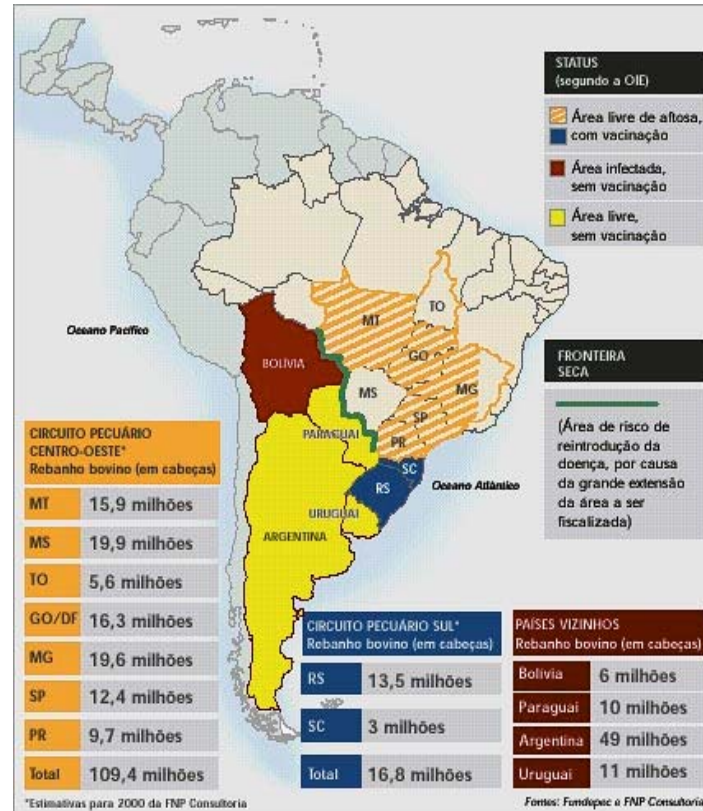 STATUS
(segundo a OIE)
Área livre de aftosa,
com vacinação
Área infectada,
sem vacinação
Área livre,
sem vacinação
FRONTEIRA
SECA
(Área de risco de
reintrodução da
doença, por causa
da grande extensão
da área a ser
fiscalizada)
Oceano Pacífico
Oceano Atlântico
MT
TO
GO
BOLÍVIA
MS
MG
SP
PARAGUAI
PR
SC
RS
URUGUAI
ARGENTINA
CIRCUITO PECUÁRIO
CENTRO-OESTE*
Rebanho bovino (em cabeças)
MT 15,9 milhões
MS 19,9 milhões
TO 5,6 milhões
GO/DF 16,3 milhões
MG 19,6 milhões
SP 12,4 milhões
PR 9,7 milhões
Total 109,4 milhões
CIRCUITO PECUÁRIO SUL*
Rebanho bovino (em cabeças)
RS 13,5 milhões
SC 3 milhões
Total 16,8 milhões
PAÍSES VIZINHOS
Rebanho bovino (em cabeças)
Bolívia 6 milhões
Paraguai 10 milhões
Argentina 49 milhões
Uruguai 11 milhões
*Estimativas para 2000 da FNP Consultoria
Fontes: Fundepec e FNP Consultoria